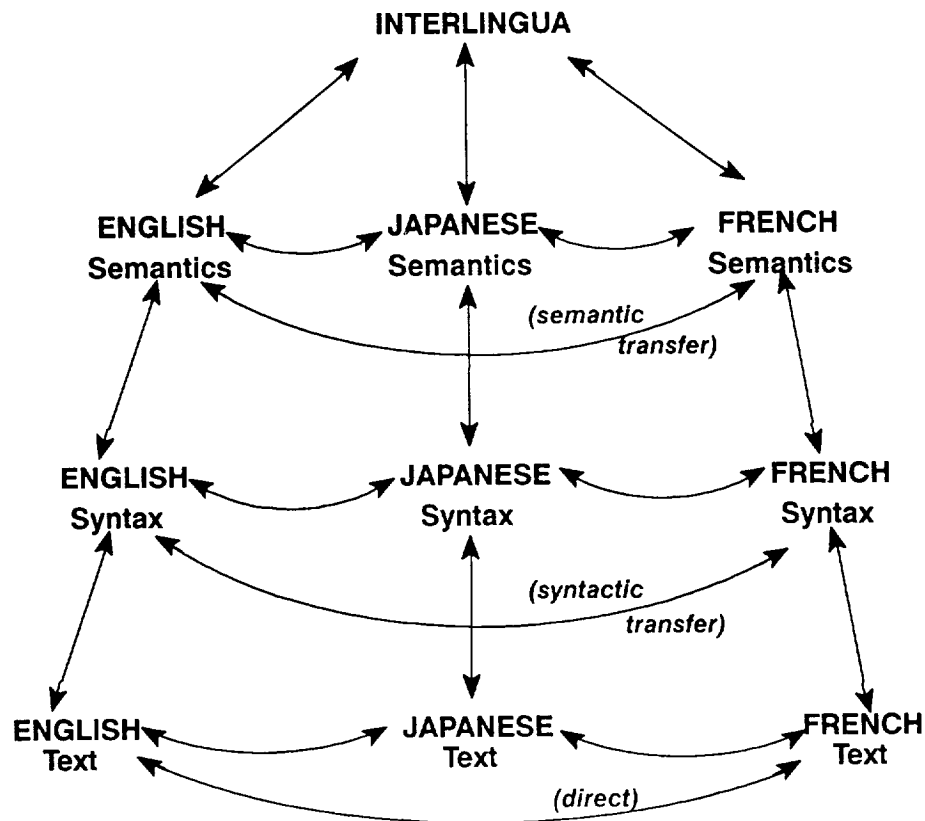 INTERLINGUA
ENGLISH JAPANESE FRENCH
Semantics Semantics Semantics
(semantic
transfer)
ENGLISH JAPANESE FRENCH
Syntax Syntax Syntax
(syntactic
transfer)
ENGLISH JAPANESE FRENCH
Text Text Text
(direct)